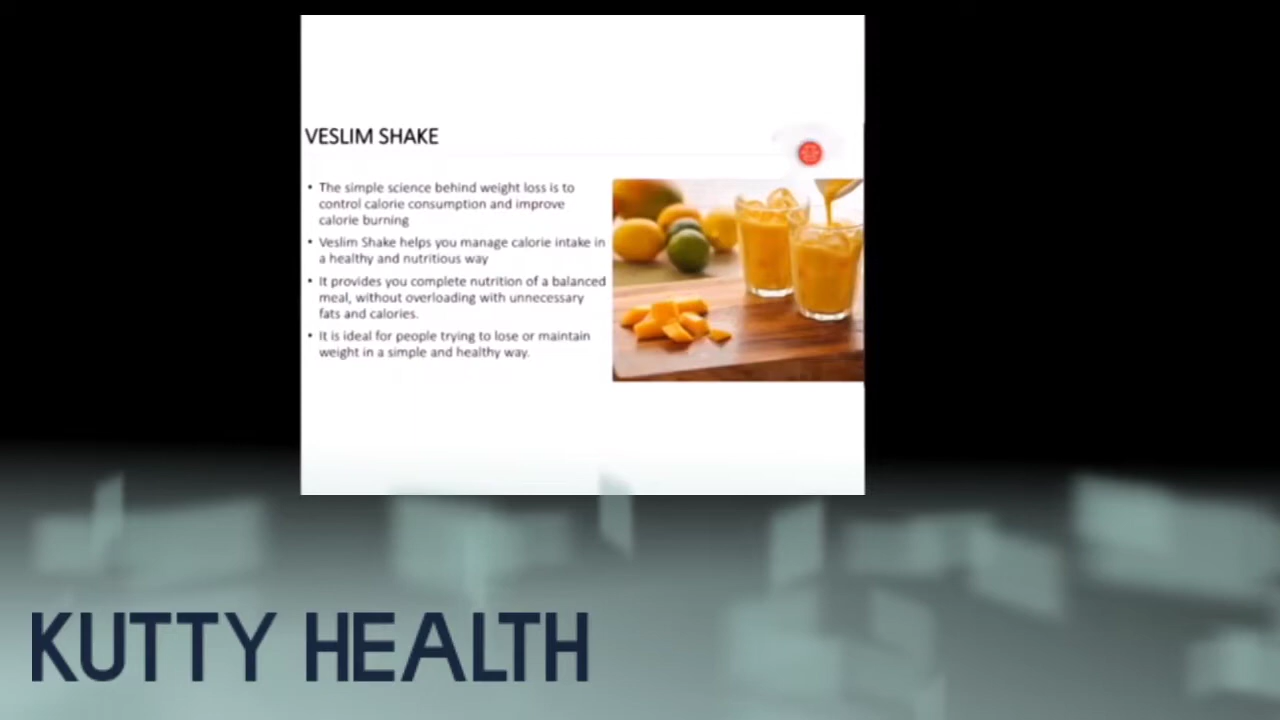 VESLIM SHAKE
• The simple science behind weight loss is to
control calorie consumption and improve
calorie burning
• Veslim Shake helps you manage calorie intake in
a healthy and nutritious way
• It provides you complete nutrition of a balanced
meal, without overloading with unnecessary
fats and calories.
• It is ideal for people trying to lose or maintain
weight in a simple and healthy way.
KUTTY HEALTH